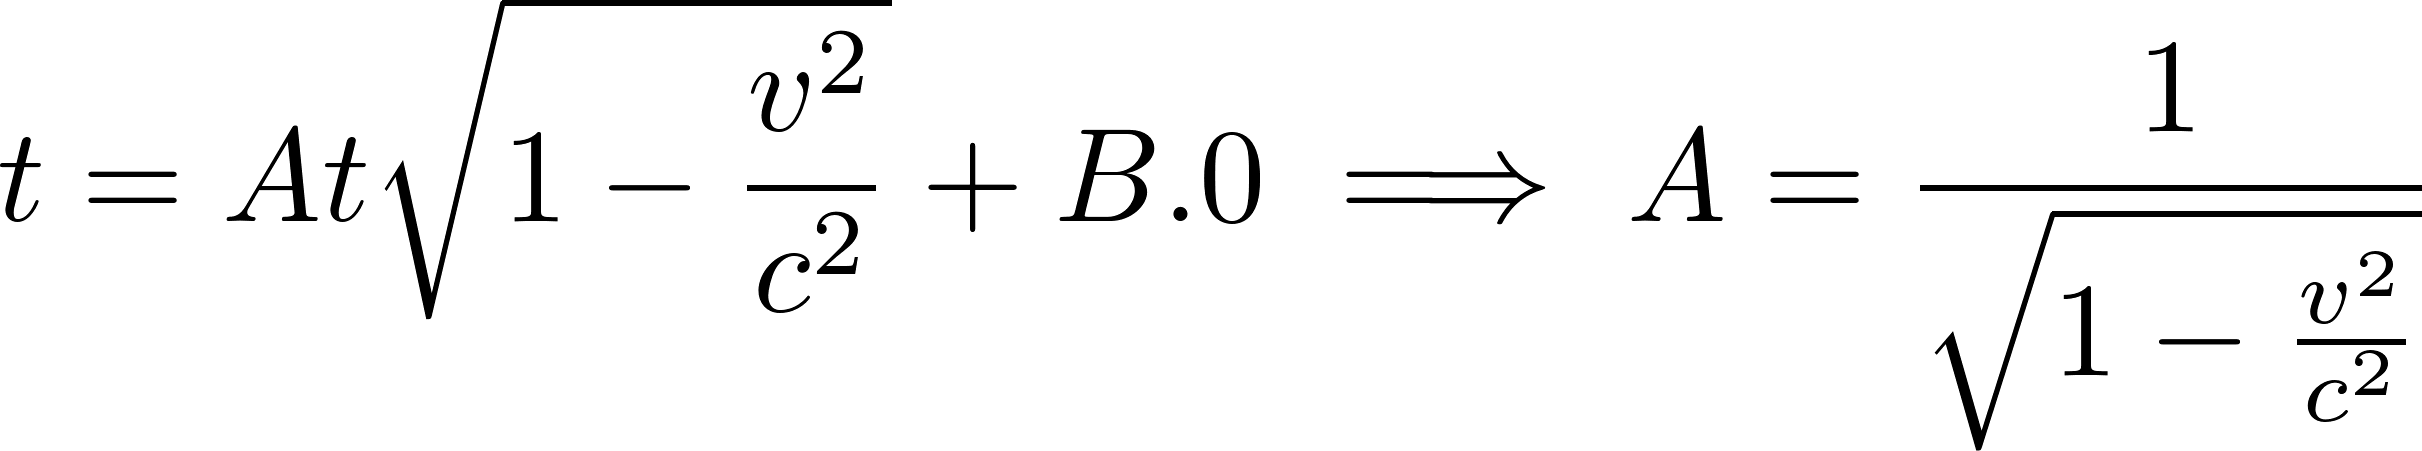 t = At√(1 − v²/c²) + B.0 ⟹ A = 1/√(1 − v²/c²)